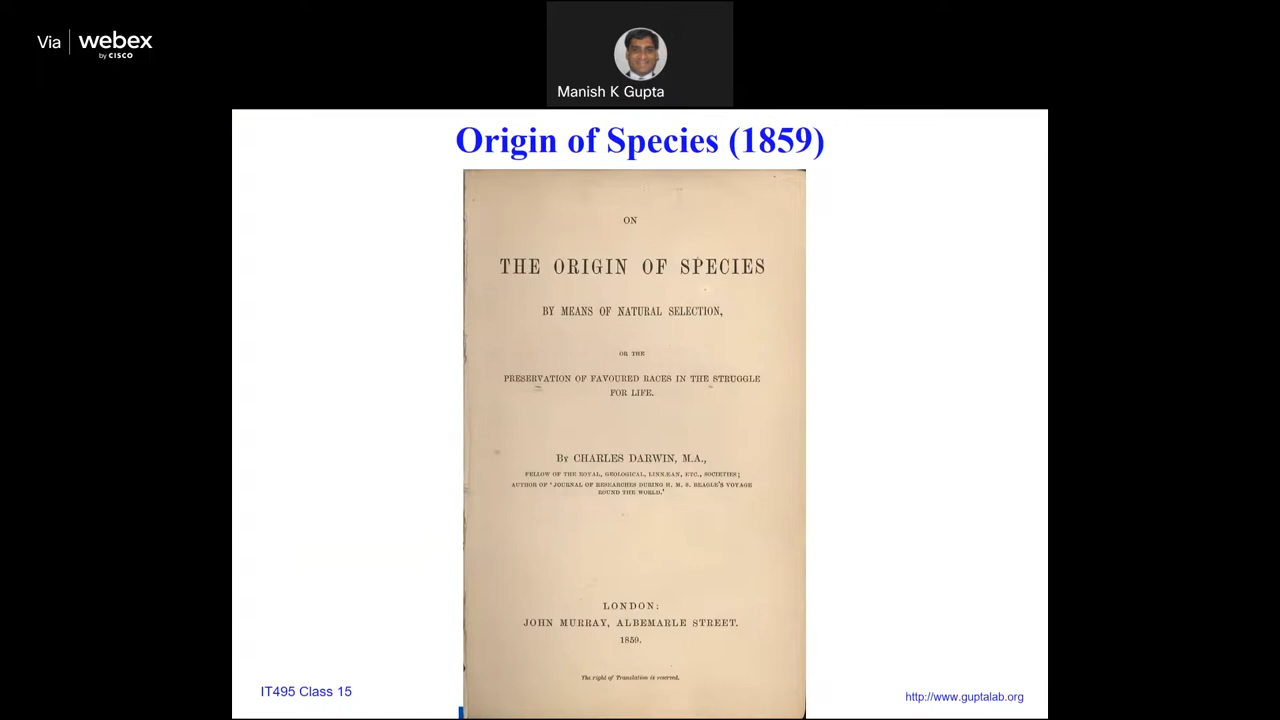 Via webex
by CISCO
Manish K Gupta
Origin of Species (1859)
ON
THE ORIGIN OF SPECIES
BY MEANS OF NATURAL SELECTION,
OR THE
PRESERVATION OF FAVOURED RACES IN THE STRUGGLE
FOR LIFE.
By CHARLES DARWIN, M.A.,
FELLOW OF THE ROYAL, GEOLOGICAL, LINNÆAN, ETC., SOCIETIES;
AUTHOR OF 'JOURNAL OF RESEARCHES DURING H. M. S. BEAGLE'S VOYAGE
ROUND THE WORLD.'
LONDON:
JOHN MURRAY, ALBEMARLE STREET.
1859.
The right of Translation is reserved.
IT495 Class 15
http://www.guptalab.org